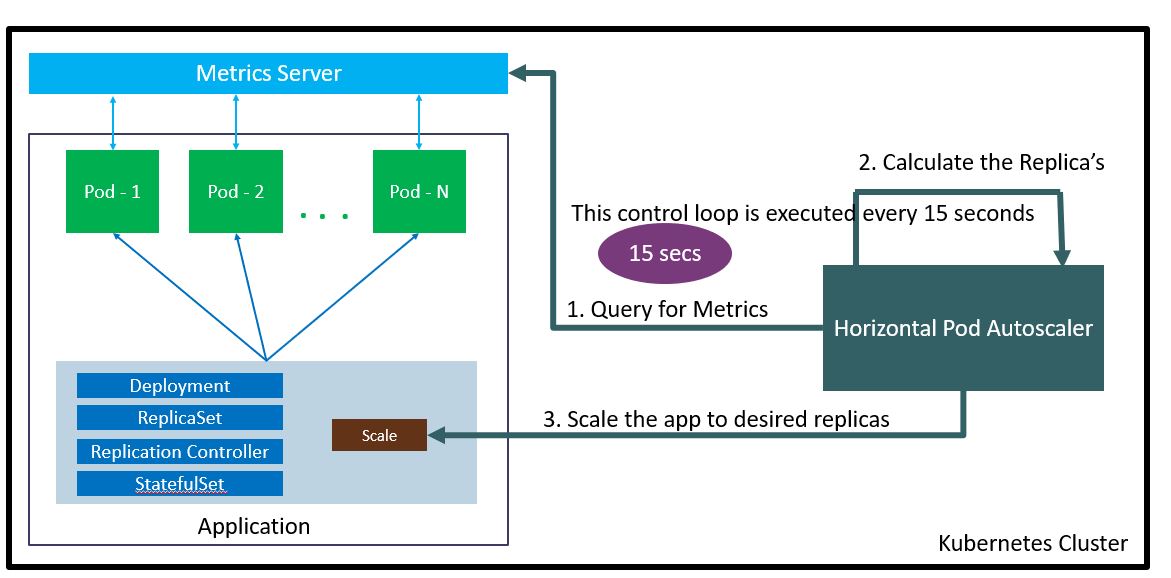 Metrics Server
Pod - 1
Pod - 2
. . .
Pod - N
2. Calculate the Replica's
This control loop is executed every 15 seconds
15 secs
1. Query for Metrics
Horizontal Pod Autoscaler
Deployment
ReplicaSet
Replication Controller
StatefulSet
Scale
3. Scale the app to desired replicas
Application
Kubernetes Cluster